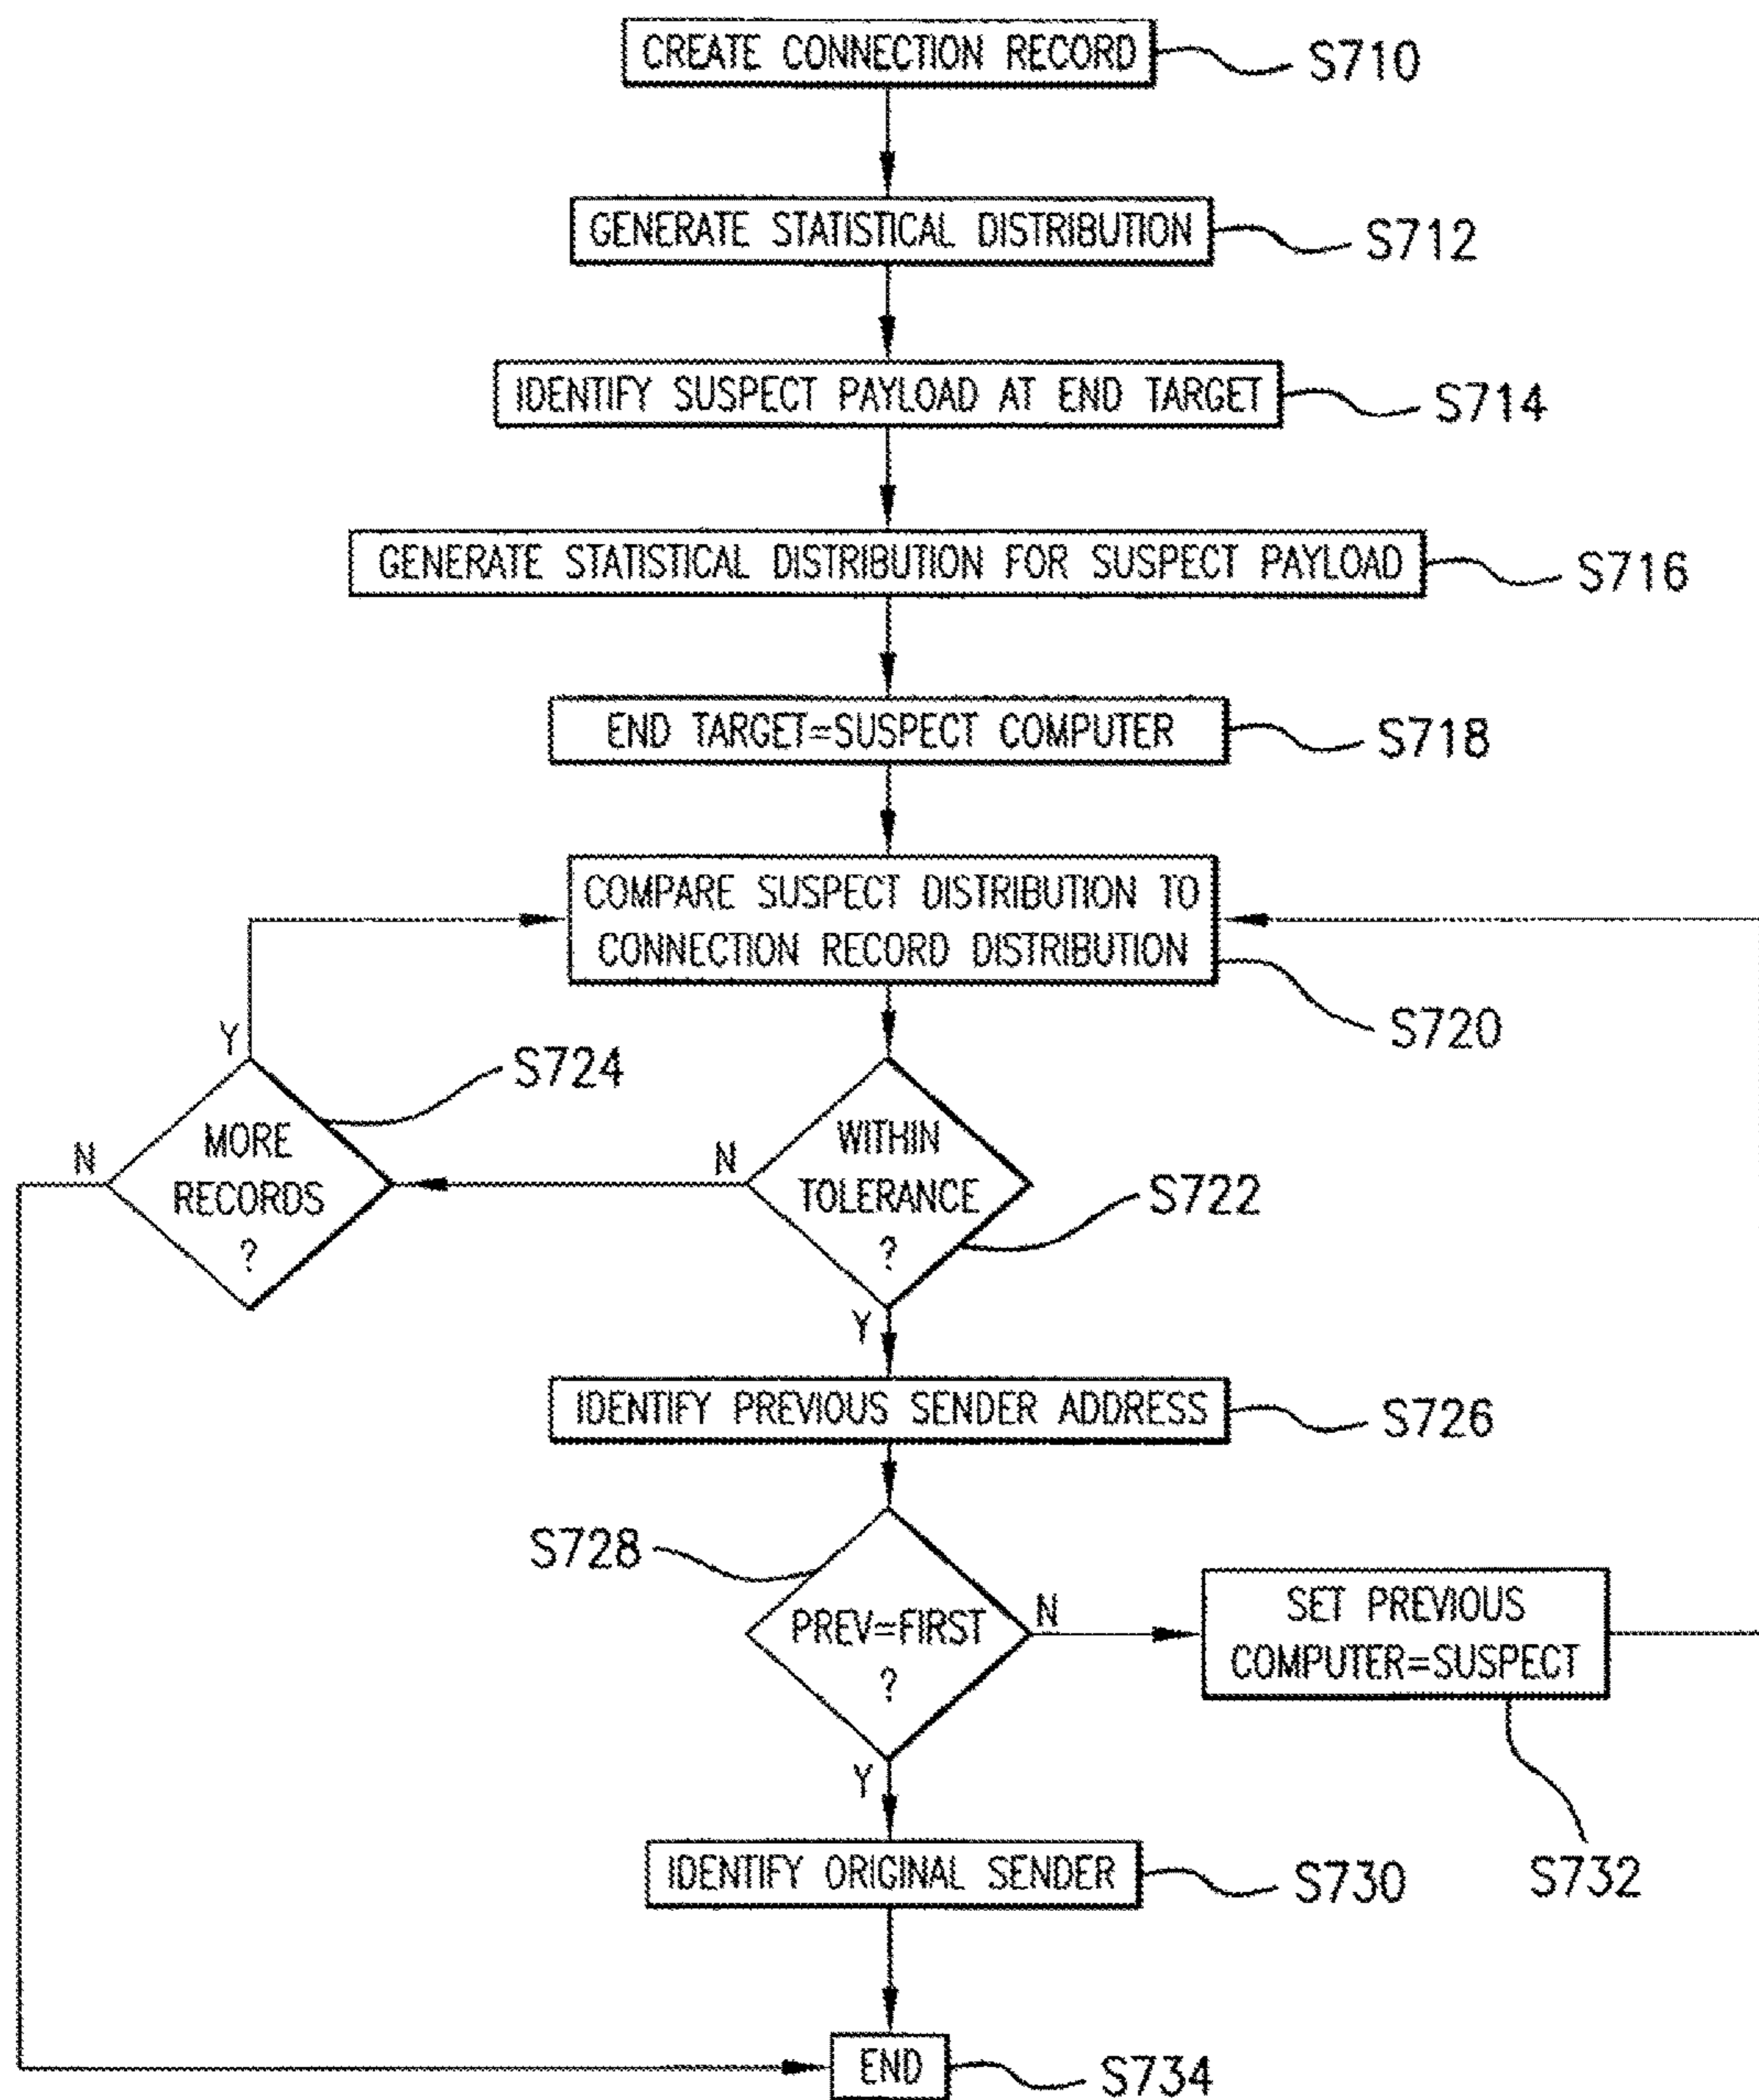 CREATE CONNECTION RECORD
S710
GENERATE STATISTICAL DISTRIBUTION
S712
IDENTIFY SUSPECT PAYLOAD AT END TARGET
S714
GENERATE STATISTICAL DISTRIBUTION FOR SUSPECT PAYLOAD
S716
END TARGET=SUSPECT COMPUTER
S718
COMPARE SUSPECT DISTRIBUTION TO
CONNECTION RECORD DISTRIBUTION
S720
Y
S724
MORE
RECORDS
?
N
N
WITHIN
TOLERANCE
?
S722
Y
IDENTIFY PREVIOUS SENDER ADDRESS
S726
S728
PREV=FIRST
?
N
SET PREVIOUS
COMPUTER=SUSPECT
S732
Y
IDENTIFY ORIGINAL SENDER
S730
END
S734